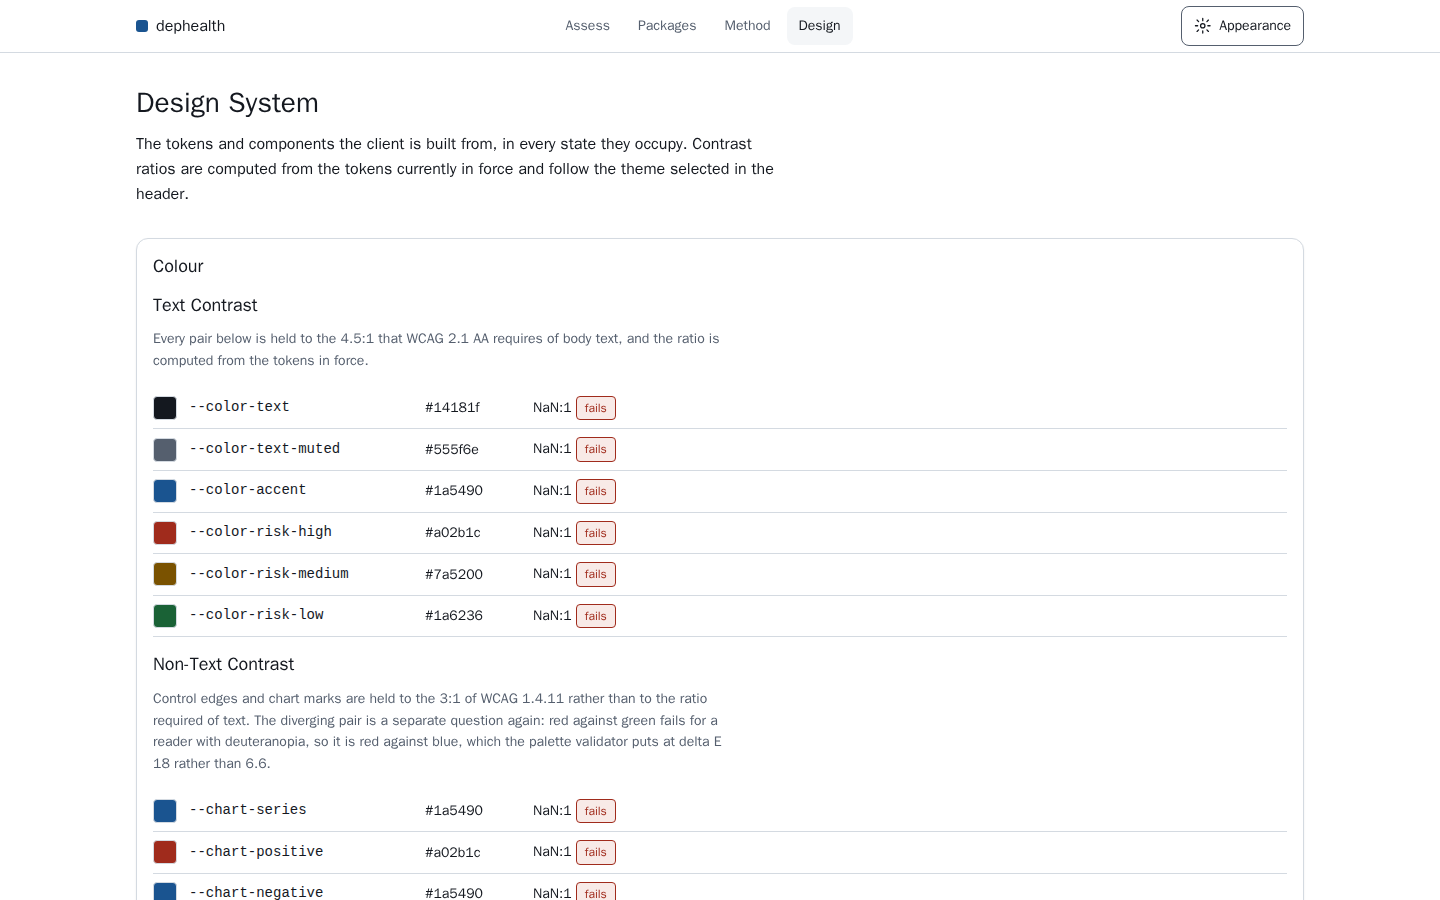 dephealth
Assess
Packages
Method
Design
Appearance
Design System
The tokens and components the client is built from, in every state they occupy. Contrast
ratios are computed from the tokens currently in force and follow the theme selected in the
header.
Colour
Text Contrast
Every pair below is held to the 4.5:1 that WCAG 2.1 AA requires of body text, and the ratio is
computed from the tokens in force.
--color-text #14181f NaN:1 fails
--color-text-muted #555f6e NaN:1 fails
--color-accent #1a5490 NaN:1 fails
--color-risk-high #a02b1c NaN:1 fails
--color-risk-medium #7a5200 NaN:1 fails
--color-risk-low #1a6236 NaN:1 fails
Non-Text Contrast
Control edges and chart marks are held to the 3:1 of WCAG 1.4.11 rather than to the ratio
required of text. The diverging pair is a separate question again: red against green fails for a
reader with deuteranopia, so it is red against blue, which the palette validator puts at delta E
18 rather than 6.6.
--chart-series #1a5490 NaN:1 fails
--chart-positive #a02b1c NaN:1 fails
--chart-negative #1a5490 NaN:1 fails